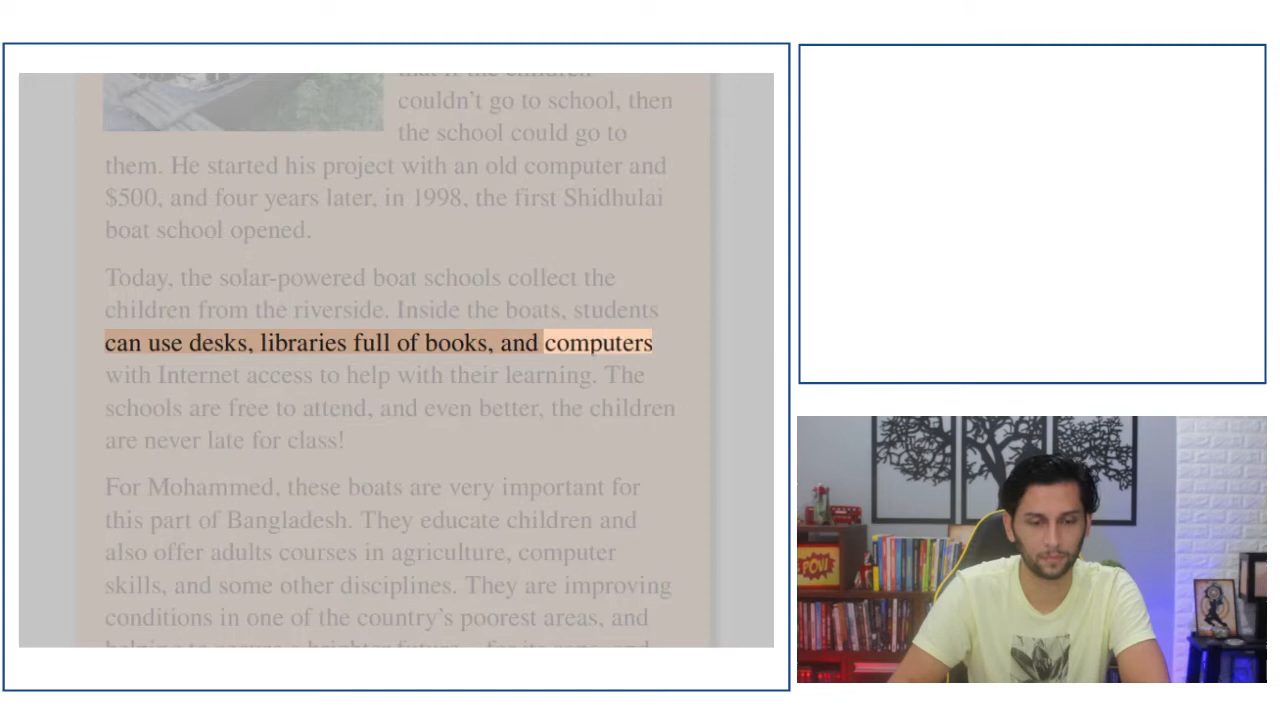 that if the children
couldn't go to school, then
the school could go to
them. He started his project with an old computer and
$500, and four years later, in 1998, the first Shidhulai
boat school opened.
Today, the solar-powered boat schools collect the
children from the riverside. Inside the boats, students
can use desks, libraries full of books, and computers
with Internet access to help with their learning. The
schools are free to attend, and even better, the children
are never late for class!
For Mohammed, these boats are very important for
this part of Bangladesh. They educate children and
also offer adults courses in agriculture, computer
skills, and some other disciplines. They are improving
conditions in one of the country's poorest areas, and
POW!